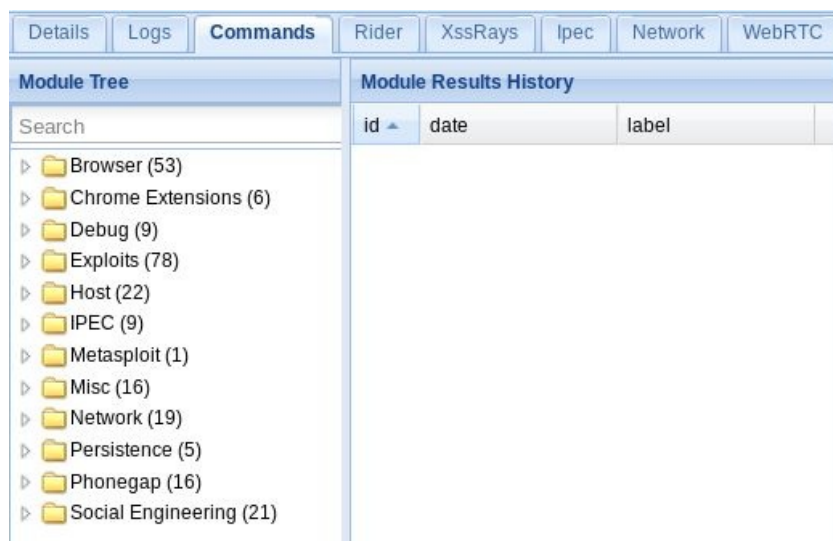 Details Logs Commands Rider XssRays Ipec Network WebRTC
Module Tree
Search
Browser (53)
Chrome Extensions (6)
Debug (9)
Exploits (78)
Host (22)
IPEC (9)
Metasploit (1)
Misc (16)
Network (19)
Persistence (5)
Phonegap (16)
Social Engineering (21)
Module Results History
id date label